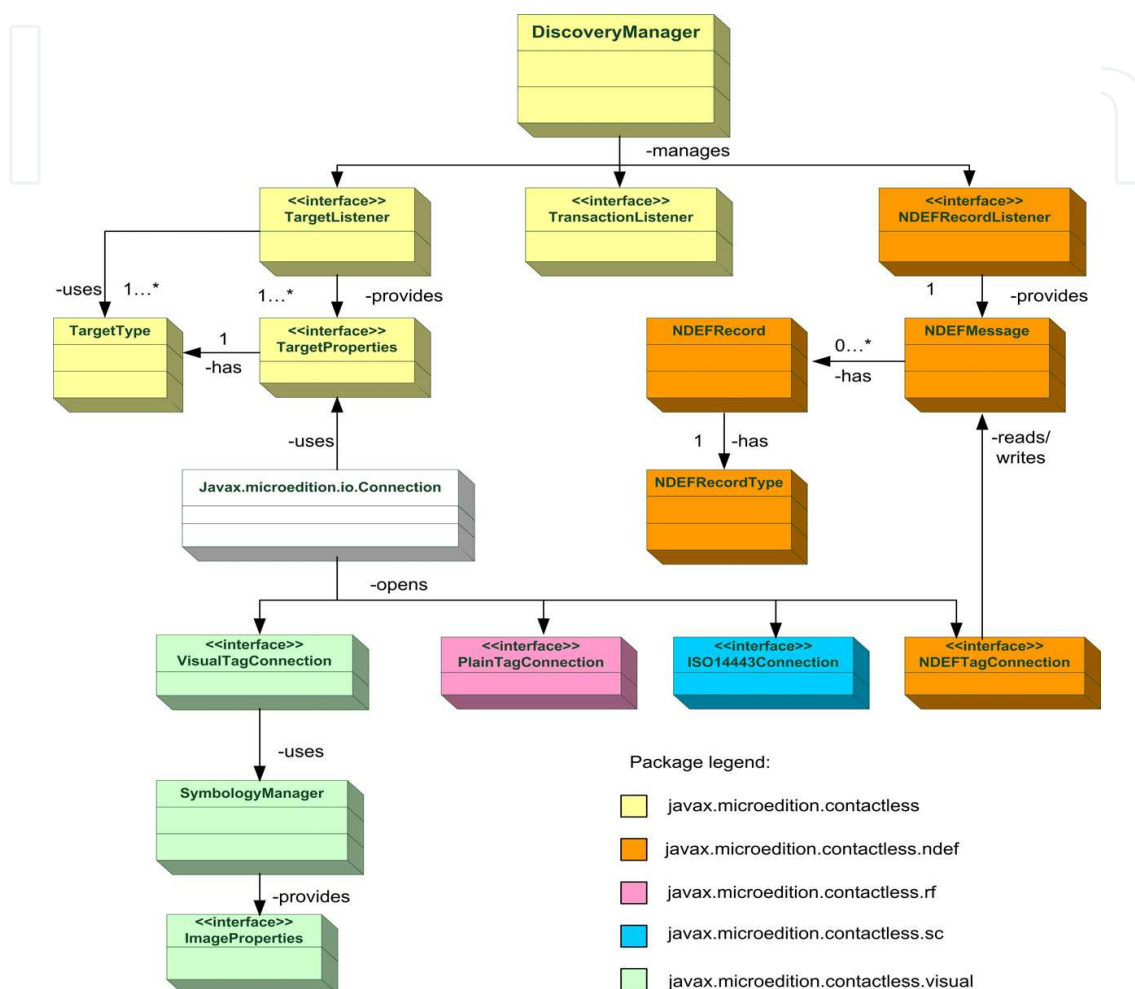 DiscoveryManager
-manages
<<interface>>
TargetListener
<<interface>>
TransactionListener
<<interface>>
NDEFRecordListener
-uses
1...*
1...*
-provides
1
-provides
TargetType
1
-has
<<interface>>
TargetProperties
NDEFRecord
0...*
-has
NDEFMessage
-uses
1
-has
-reads/
writes
Javax.microedition.io.Connection
NDEFRecordType
-opens
<<interface>>
VisualTagConnection
<<interface>>
PlainTagConnection
<<interface>>
ISO14443Connection
<<interface>>
NDEFTagConnection
-uses
SymbologyManager
-provides
<<interface>>
ImageProperties
Package legend:
javax.microedition.contactless
javax.microedition.contactless.ndef
javax.microedition.contactless.rf
javax.microedition.contactless.sc
javax.microedition.contactless.visual